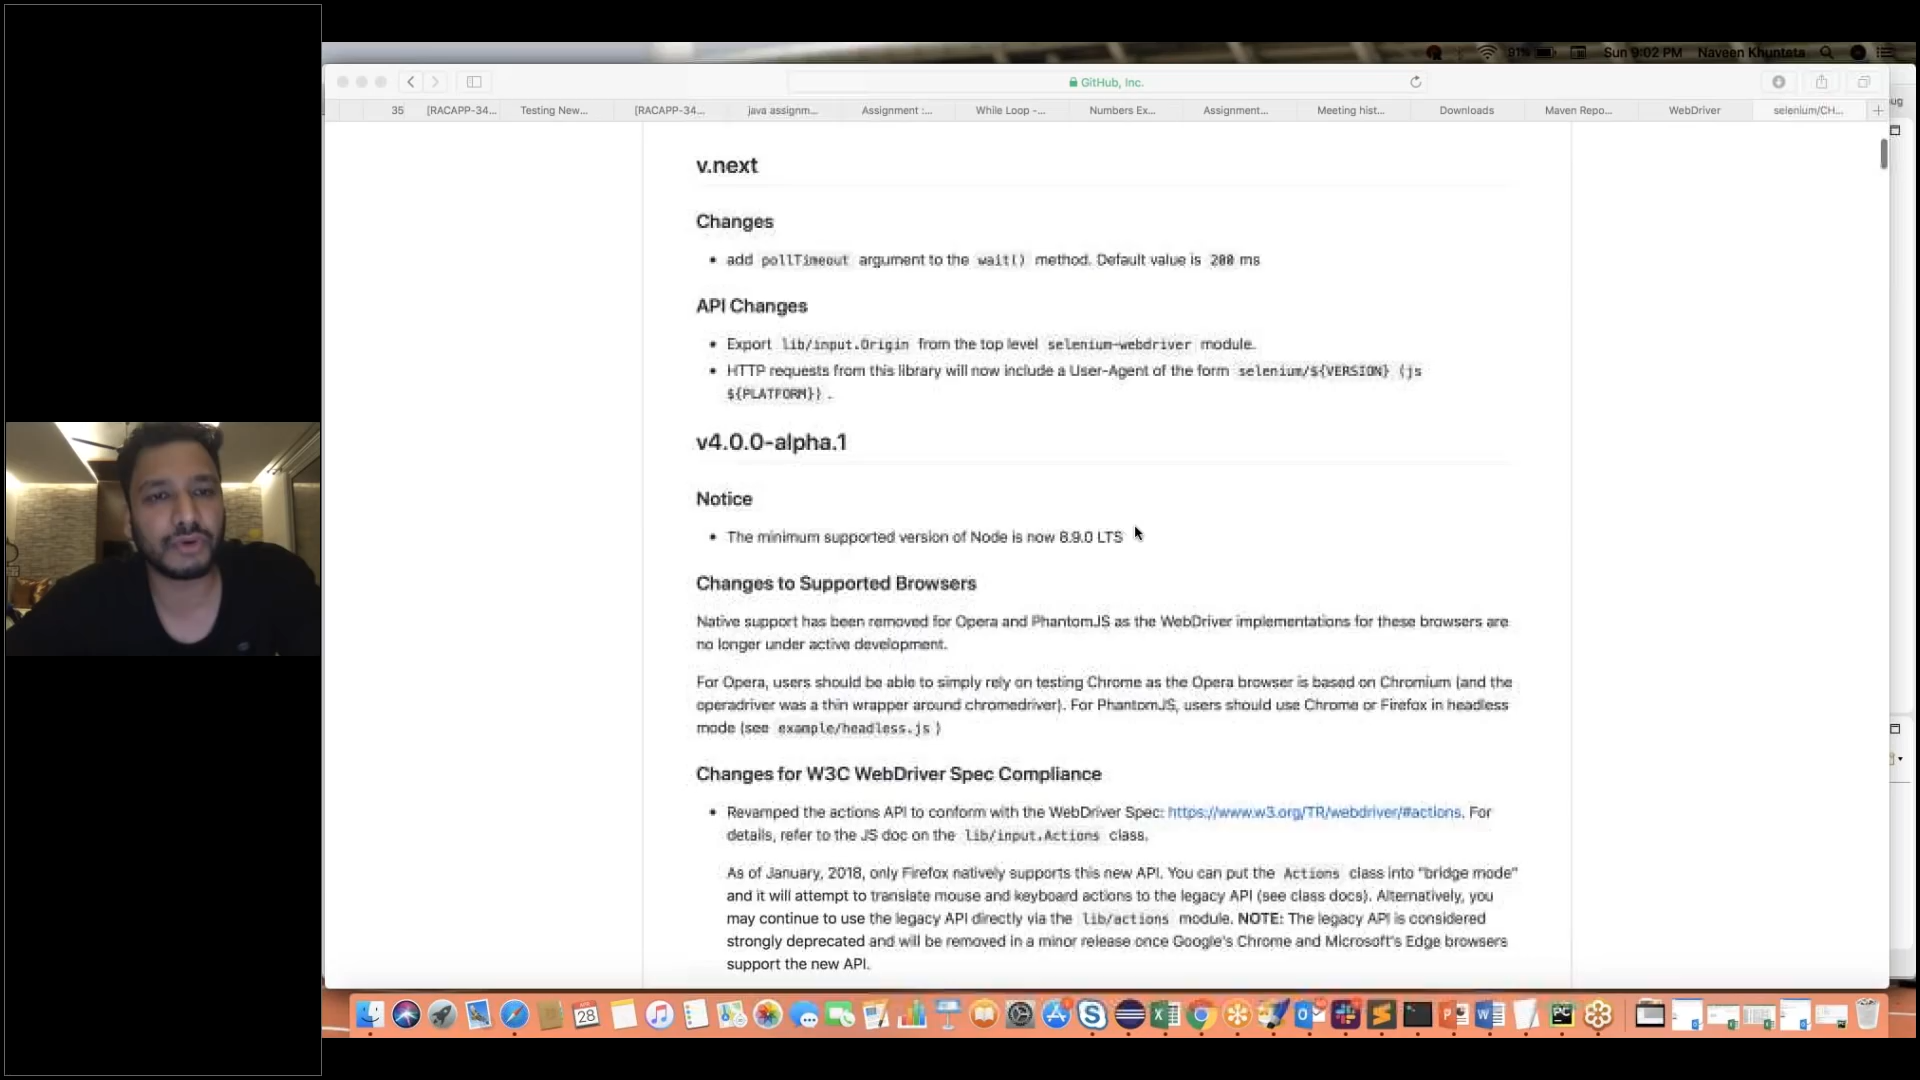 91% Sun 9:02 PM Naveen Khunteta
GitHub, Inc.
35 [RACAPP-34... Testing New... [RACAPP-34... java assignm... Assignment :... While Loop -... Numbers Ex... Assignment... Meeting hist... Downloads Maven Repo... WebDriver selenium/CH...
v.next
Changes
• add pollTimeout argument to the wait() method. Default value is 200 ms
API Changes
• Export lib/input.Origin from the top level selenium-webdriver module.
• HTTP requests from this library will now include a User-Agent of the form selenium/${VERSION} (js
${PLATFORM}) .
v4.0.0-alpha.1
Notice
• The minimum supported version of Node is now 8.9.0 LTS
Changes to Supported Browsers
Native support has been removed for Opera and PhantomJS as the WebDriver implementations for these browsers are
no longer under active development.
For Opera, users should be able to simply rely on testing Chrome as the Opera browser is based on Chromium (and the
operadriver was a thin wrapper around chromedriver). For PhantomJS, users should use Chrome or Firefox in headless
mode (see example/headless.js )
Changes for W3C WebDriver Spec Compliance
• Revamped the actions API to conform with the WebDriver Spec: https://www.w3.org/TR/webdriver/#actions. For
details, refer to the JS doc on the lib/input.Actions class.
As of January, 2018, only Firefox natively supports this new API. You can put the Actions class into "bridge mode"
and it will attempt to translate mouse and keyboard actions to the legacy API (see class docs). Alternatively, you
may continue to use the legacy API directly via the lib/actions module. NOTE: The legacy API is considered
strongly deprecated and will be removed in a minor release once Google's Chrome and Microsoft's Edge browsers
support the new API.
28